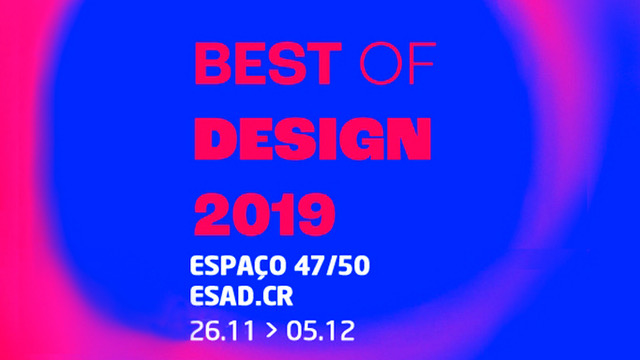 BEST OF
DESIGN
2019
ESPAÇO 47/50
ESAD.CR
26.11 > 05.12